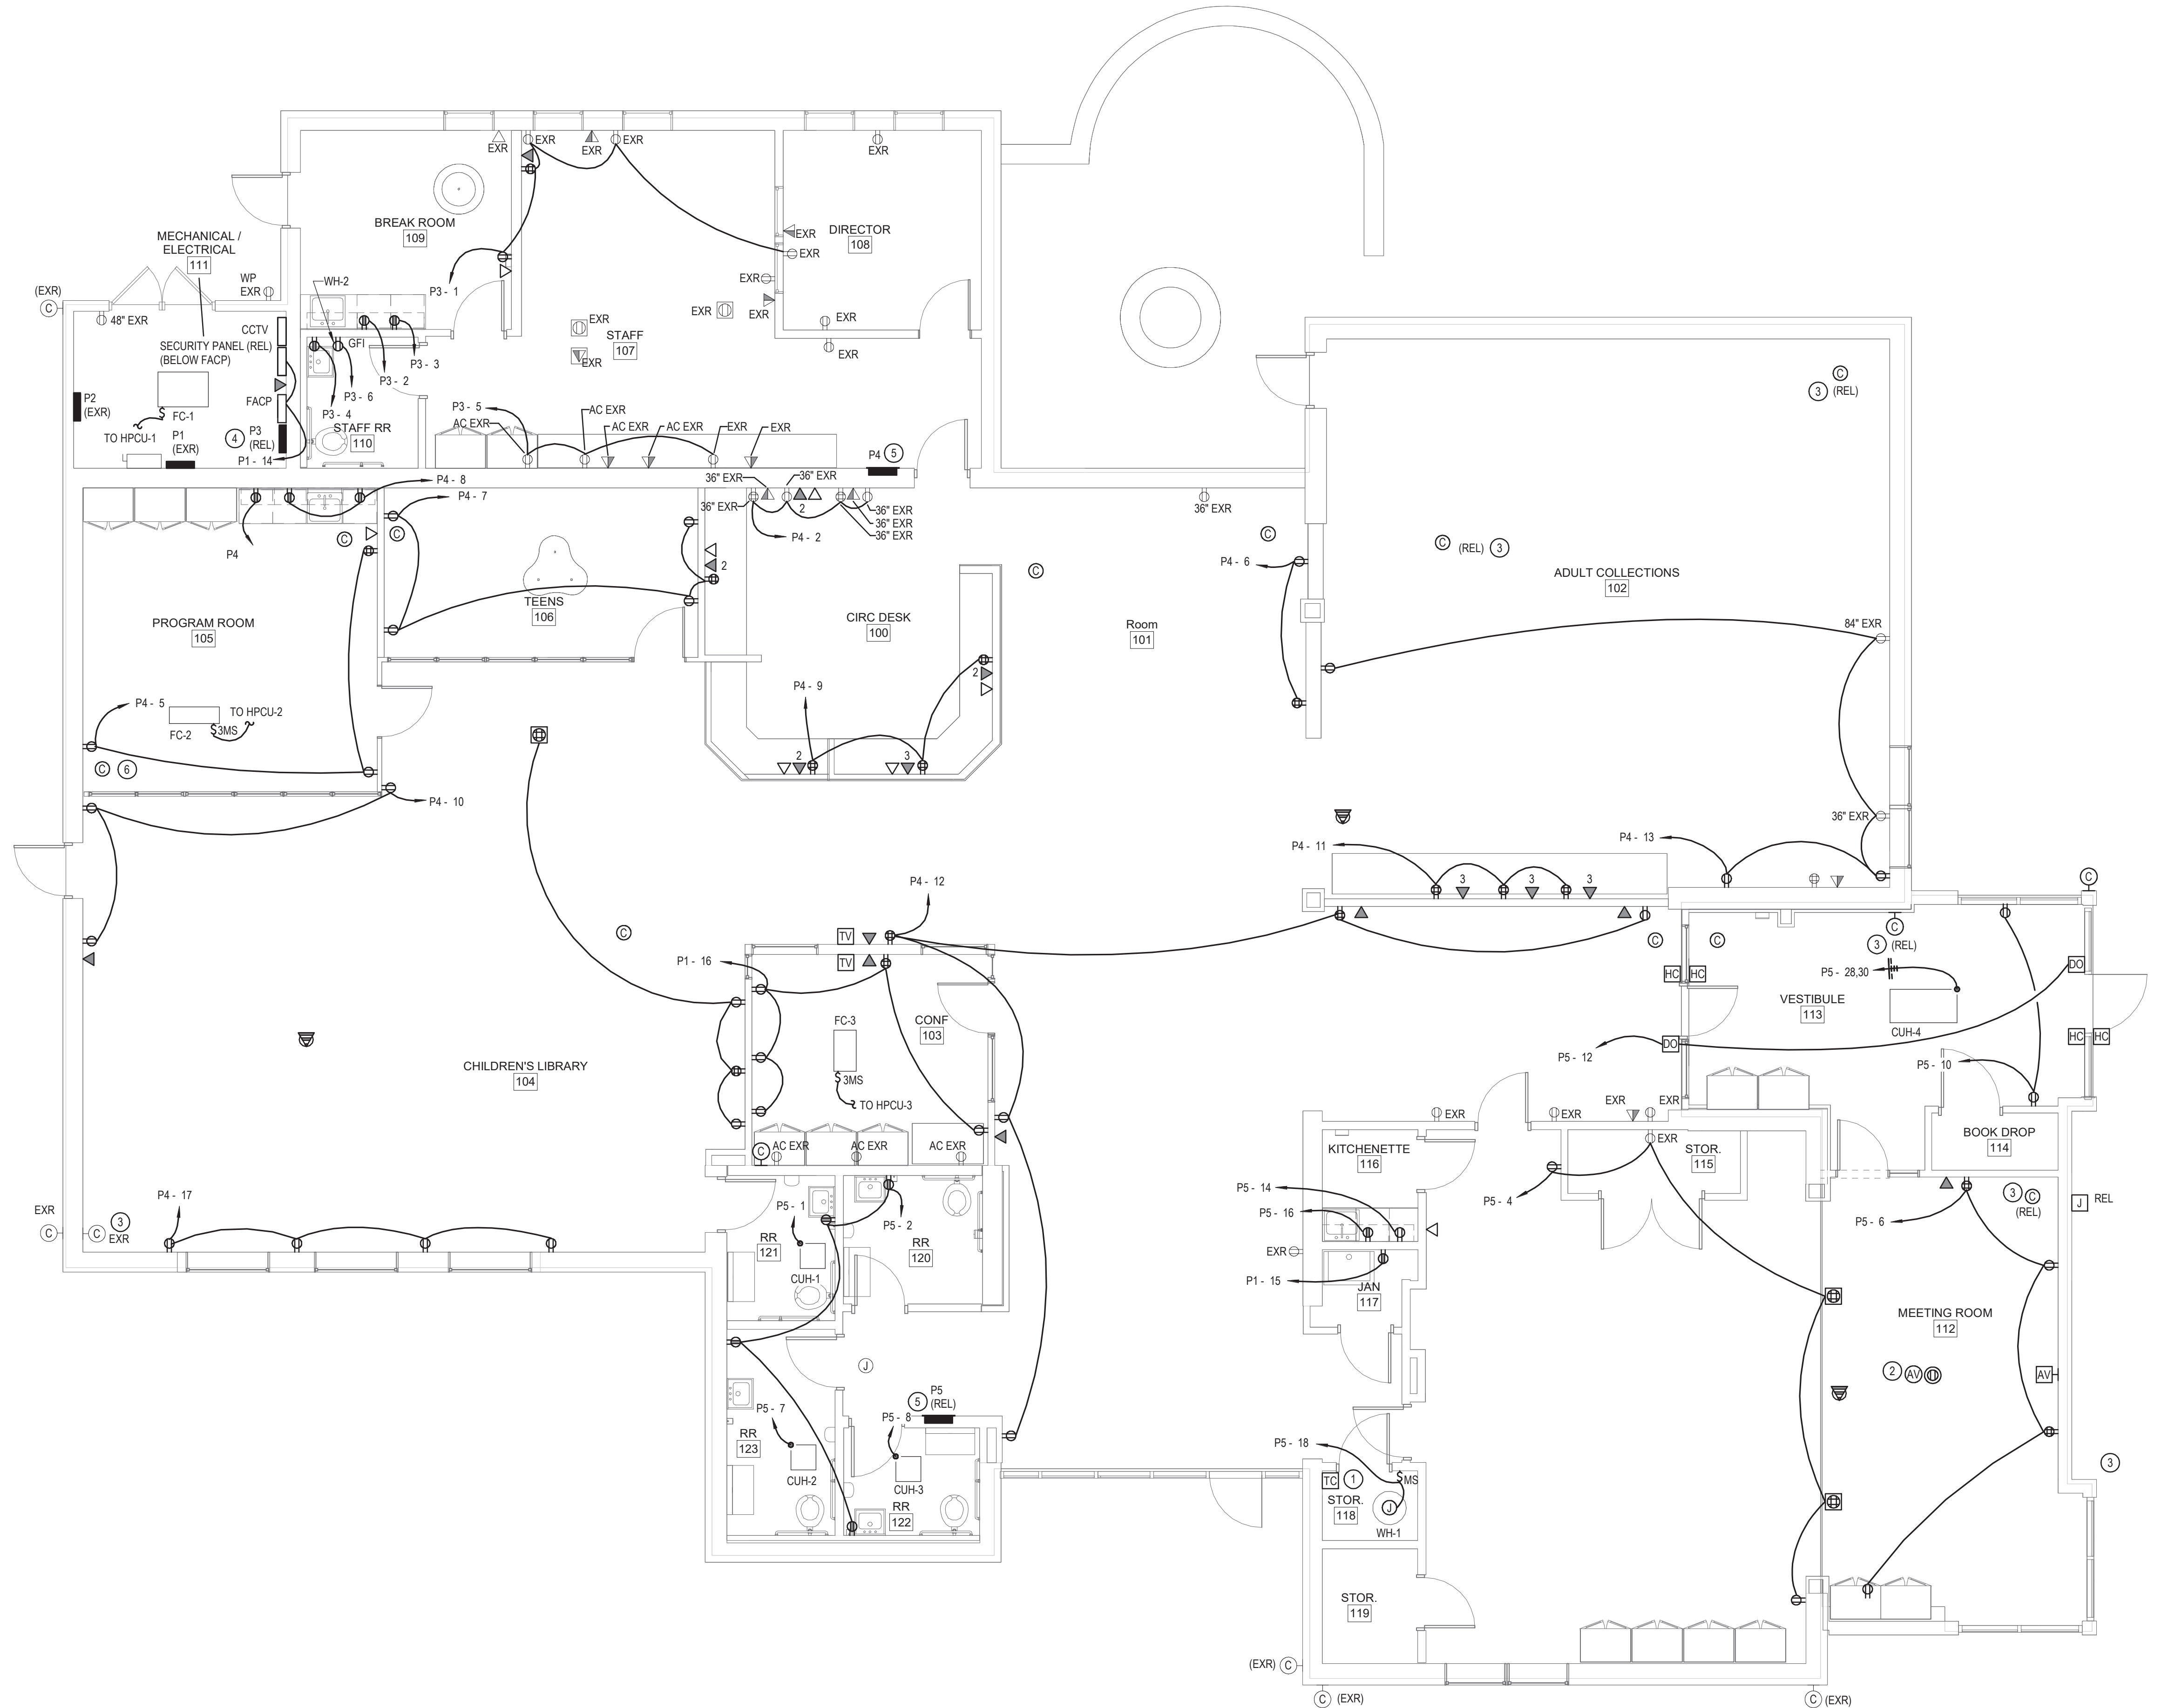 EXR
EXR
EXR
EXR
EXR
BREAK ROOM
109
DIRECTOR
108
EXR
EXR
EXR
EXR
MECHANICAL /
ELECTRICAL
111
WP
EXR
WH-2
P3 - 1
(EXR)
C
48" EXR
CCTV
SECURITY PANEL (REL)
(BELOW FACP)
GFI
EXR
EXR
STAFF
107
EXR
EXR
EXR
P3 - 3
P3 - 2
P3 - 6
P3 - 4
P2
(EXR)
FC-1
FACP
TO HPCU-1
P1
(EXR)
4
P3
(REL)
P1 - 14
STAFF RR
110
P3 - 5
AC EXR
AC EXR
AC EXR
AC EXR
EXR
EXR
P4
5
C
3
(REL)
P4 - 8
P4 - 7
36" EXR
36" EXR
36" EXR
2
36" EXR
36" EXR
36" EXR
36" EXR
P4 - 2
P4
C
C
2
C
C
C
(REL)
3
P4 - 6
TEENS
106
ADULT COLLECTIONS
102
PROGRAM ROOM
105
CIRC DESK
100
Room
101
84" EXR
2
P4 - 9
P4 - 5
TO HPCU-2
3MS
FC-2
C
6
2
3
P4 - 10
36" EXR
P4 - 11
P4 - 13
3
3
3
P4 - 12
C
C
TV
TV
C
C
C
3
(REL)
P1 - 16
HC
HC
P5 - 28,30
DO
VESTIBULE
113
CUH-4
FC-3
CONF
103
3MS
TO HPCU-3
DO
P5 - 12
HC
HC
P5 - 10
CHILDREN'S LIBRARY
104
EXR
EXR
EXR
EXR
EXR
C
AC EXR
AC EXR
AC EXR
KITCHENETTE
116
STOR.
115
BOOK DROP
114
P4 - 17
EXR
C
C
3
EXR
P5 - 1
P5 - 2
RR
121
RR
120
CUH-1
P5 - 14
P5 - 16
P5 - 4
P5 - 6
3
C
(REL)
J
REL
EXR
P1 - 15
JAN
117
MEETING ROOM
112
J
2
AV
AV
5
P5
(REL)
P5 - 7
P5 - 8
RR
123
CUH-2
CUH-3
RR
122
P5 - 18
TC
1
MS
STOR.
118
J
WH-1
3
STOR.
119
(EXR)
C
C
(EXR)
C
(EXR)